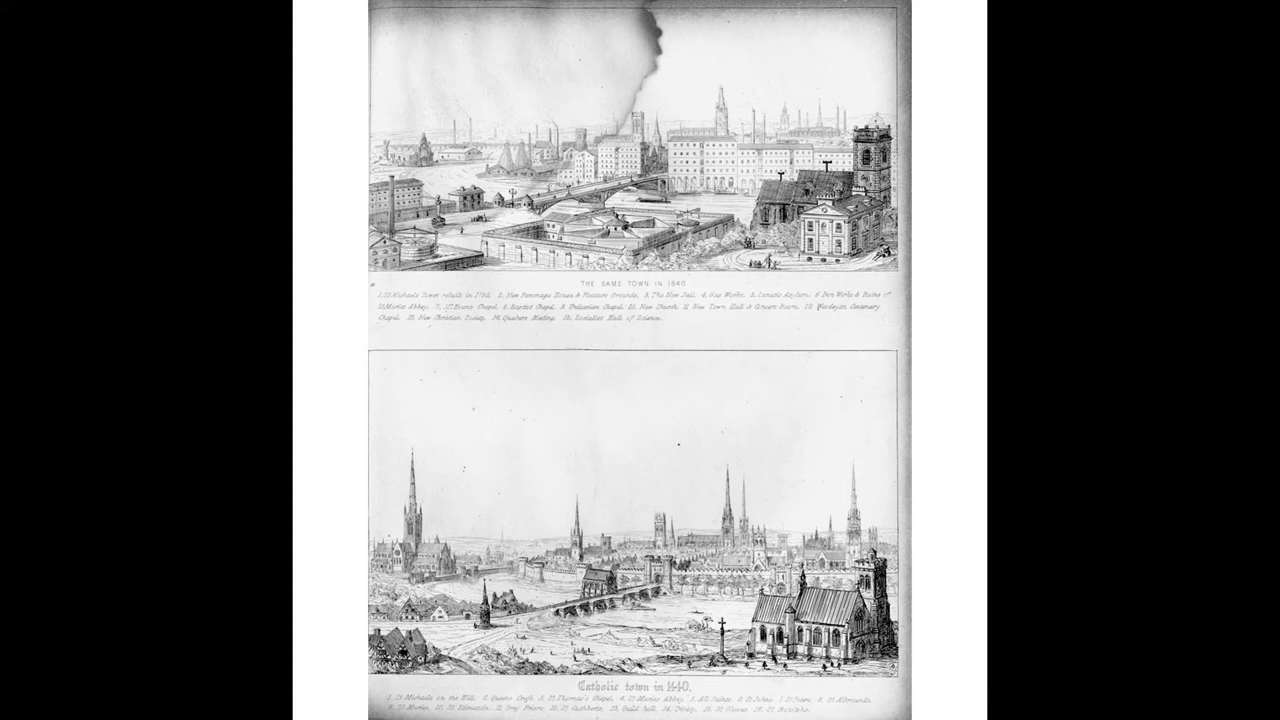 THE SAME TOWN IN 1840
1. St Michaels Tower, rebuilt in 1750. 2. New Parsonage House & Pleasure Grounds. 3. The New Jail. 4. Gas Works. 5. Lunatic Asylum. 6. Iron Works & Ruins of
St Maries Abbey. 7. Mr Evans Chapel. 8. Baptist Chapel. 9. Unitarian Chapel. 10. New Church. 11. New Town Hall & Concert Room. 12. Wesleyan Centenary
Chapel. 13. New Christian Society. 14. Quakers Meeting. 15. Socialist Hall of Science.
Catholic town in 1440.
1. St Michaels on the Hill. 2. Queens Cross. 3. St Thomas's Chapel. 4. St Maries Abbey. 5. All Saints. 6. St Johns. 7. St Peters. 8. St Alkmunds.
9. St Maries. 10. St Edmunds. 11. Grey Friars. 12. St Cuthberts. 13. Guild hall. 14. Trinity. 15. St Olaves. 16. St Botolphs.